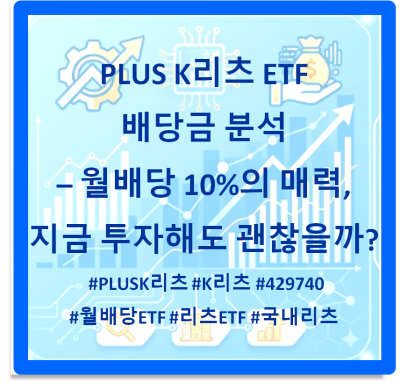 PLUS K리츠 ETF
배당금 분석
– 월배당 10%의 매력,
지금 투자해도 괜찮을까?
#PLUSK리츠 #K리츠 #429740
#월배당ETF #리츠ETF #국내리츠